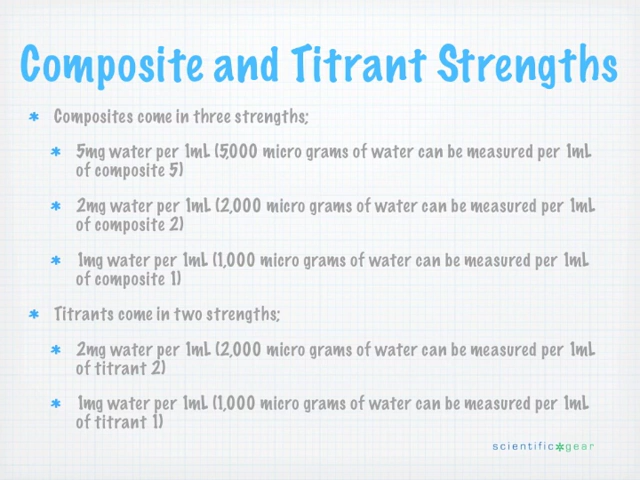 Composite and Titrant Strengths
Composites come in three strengths;
5mg water per 1mL (5,000 micro grams of water can be measured per 1mL
of composite 5)
2mg water per 1mL (2,000 micro grams of water can be measured per 1mL
of composite 2)
1mg water per 1mL (1,000 micro grams of water can be measured per 1mL
of composite 1)
Titrants come in two strengths;
2mg water per 1mL (2,000 micro grams of water can be measured per 1mL
of titrant 2)
1mg water per 1mL (1,000 micro grams of water can be measured per 1mL
of titrant 1)
scientific gear